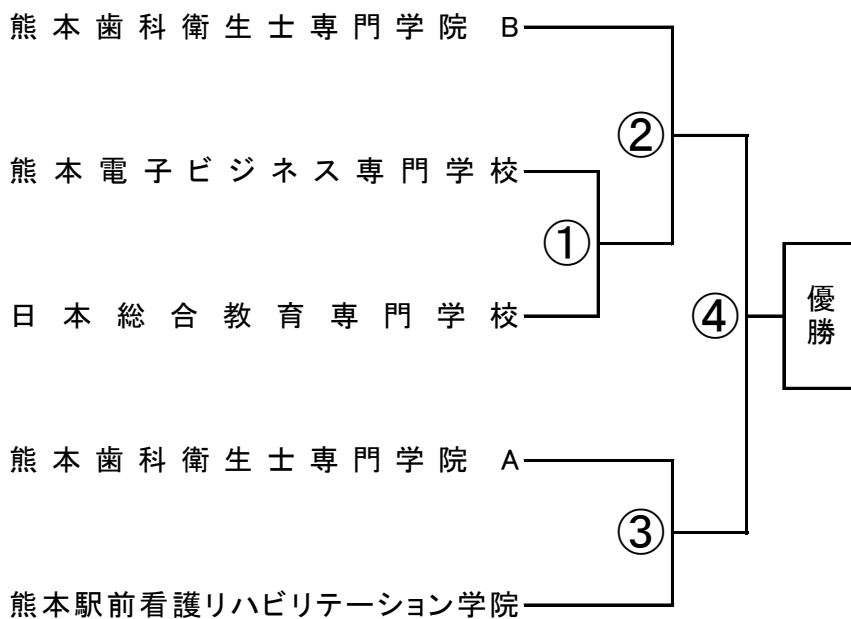 熊本歯科衛生士専門学院 B
②
熊本電子ビジネス専門学校
①
日本総合教育専門学校
④
優勝
熊本歯科衛生士専門学院 A
③
熊本駅前看護リハビリテーション学院